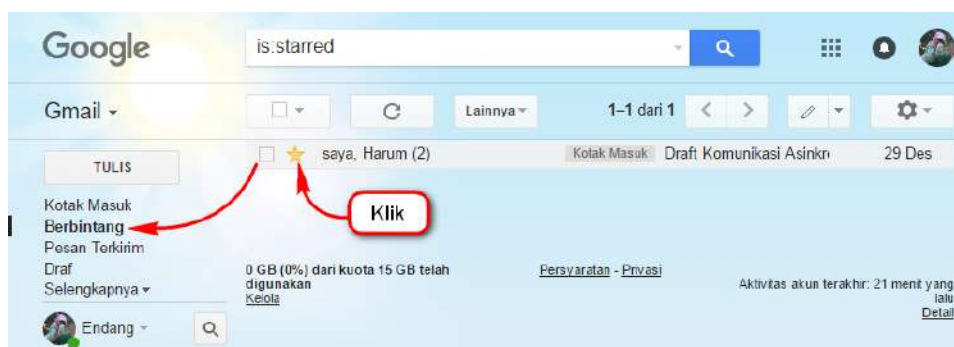 Google
is:starred
Gmail
Lainnya
1–1 dari 1
TULIS
saya, Harum (2)
Kotak Masuk
Draft Komunikasi Asinkr
29 Des
Klik
Kotak Masuk
Berbintang
Pesan Terkirim
Draf
Selengkapnya
0 GB (0%) dari kuota 15 GB telah
digunakan
Kelola
Persyaratan - Privasi
Aktivitas akun terakhir: 21 menit yang
lalu
Detail
Endang